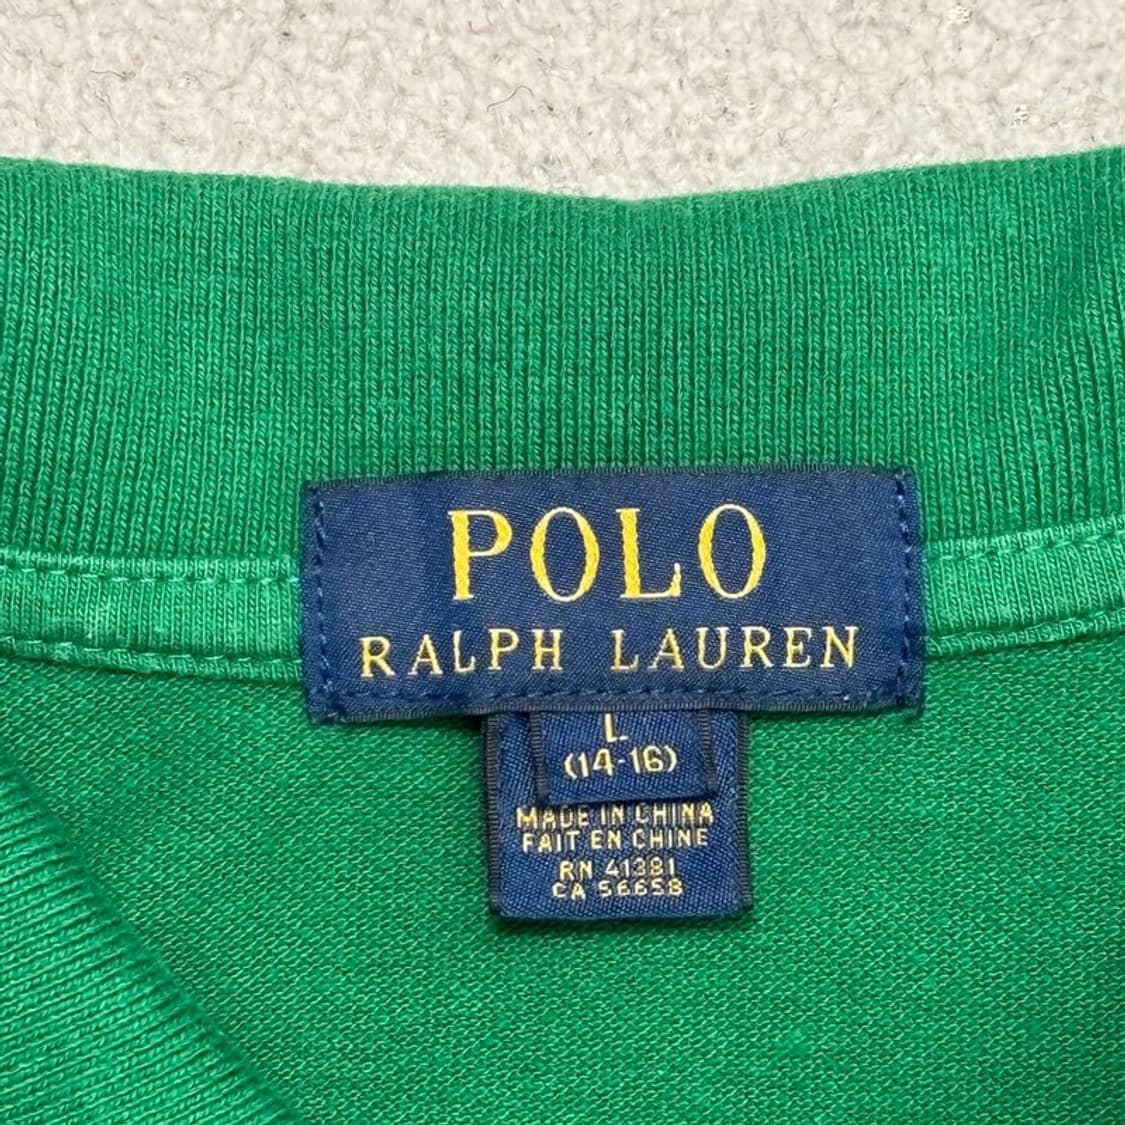 POLO
RALPH LAUREN
L
(14-16)
MADE IN CHINA
FAIT EN CHINE
RN 41381
CA 56658